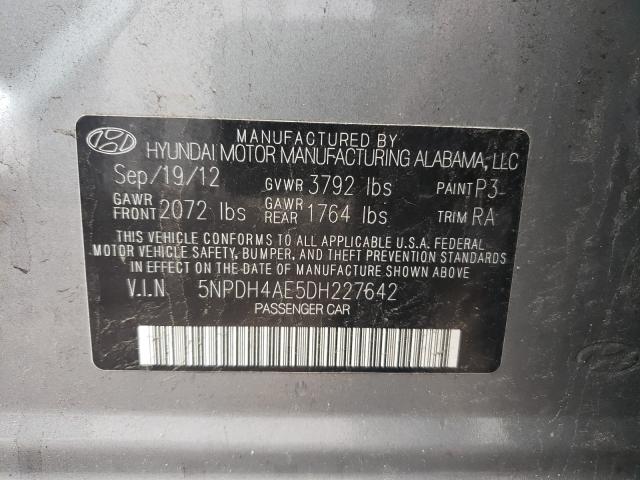 MANUFACTURED BY
HYUNDAI MOTOR MANUFACTURING ALABAMA, LLC
Sep/19/12 GVWR 3792 lbs PAINT P3
GAWR FRONT 2072 lbs GAWR REAR 1764 lbs TRIM RA
THIS VEHICLE CONFORMS TO ALL APPLICABLE U.S.A. FEDERAL
MOTOR VEHICLE SAFETY, BUMPER, AND THEFT PREVENTION STANDARDS
IN EFFECT ON THE DATE OF MANUFACTURE SHOWN ABOVE.
V.I.N 5NPDH4AE5DH227642
PASSENGER CAR